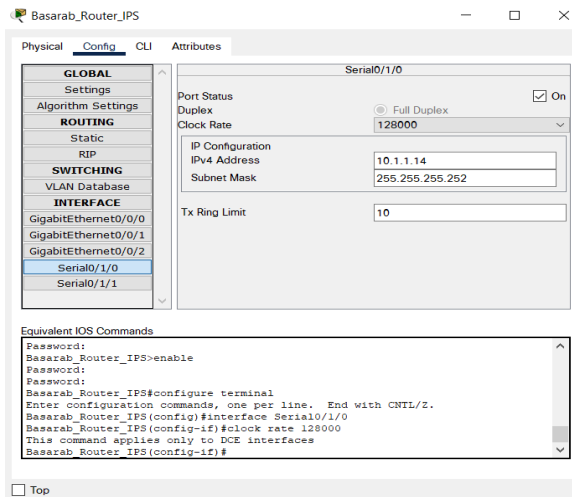 Basarab_Router_IPS
Physical Config CLI Attributes
GLOBAL
Settings
Algorithm Settings
ROUTING
Static
RIP
SWITCHING
VLAN Database
INTERFACE
GigabitEthernet0/0/0
GigabitEthernet0/0/1
GigabitEthernet0/0/2
Serial0/1/0
Serial0/1/1
Serial0/1/0
Port Status On
Duplex Full Duplex
Clock Rate 128000
IP Configuration
IPv4 Address 10.1.1.14
Subnet Mask 255.255.255.252
Tx Ring Limit 10
Equivalent IOS Commands
Password:
Basarab_Router_IPS>enable
Password:
Password:
Basarab_Router_IPS#configure terminal
Enter configuration commands, one per line. End with CNTL/Z.
Basarab_Router_IPS(config)#interface Serial0/1/0
Basarab_Router_IPS(config-if)#clock rate 128000
This command applies only to DCE interfaces
Basarab_Router_IPS(config-if)#
Top